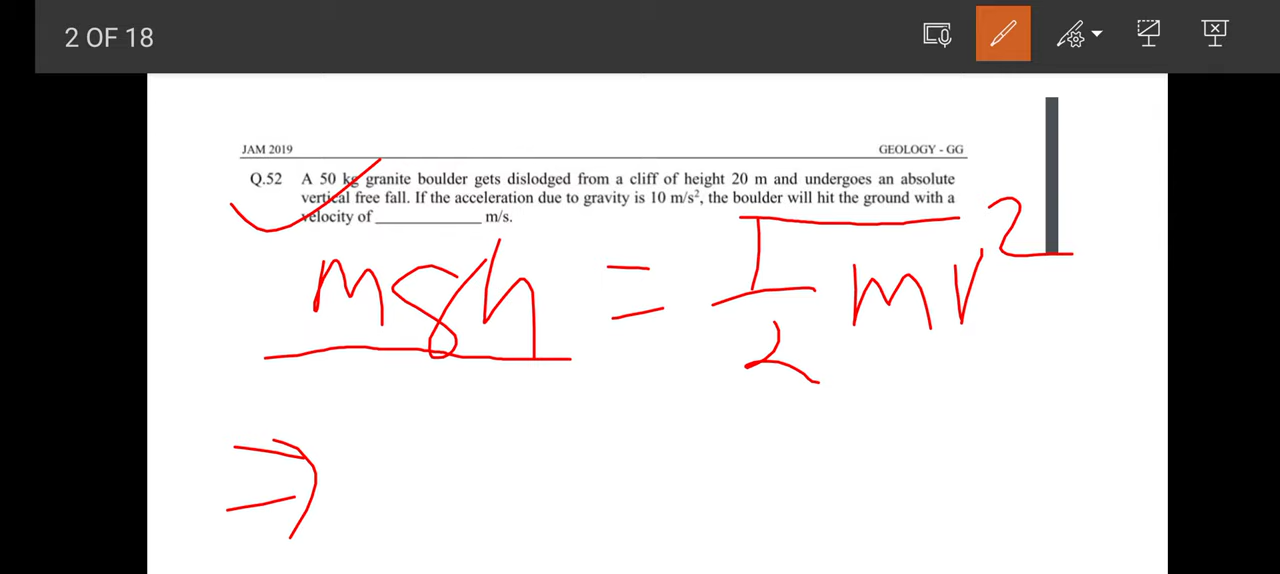 2 OF 18
JAM 2019 GEOLOGY - GG
Q.52 A 50 kg granite boulder gets dislodged from a cliff of height 20 m and undergoes an absolute
vertical free fall. If the acceleration due to gravity is 10 m/s², the boulder will hit the ground with a
velocity of ____________ m/s.
mgh = 1/2 mv²
⇒